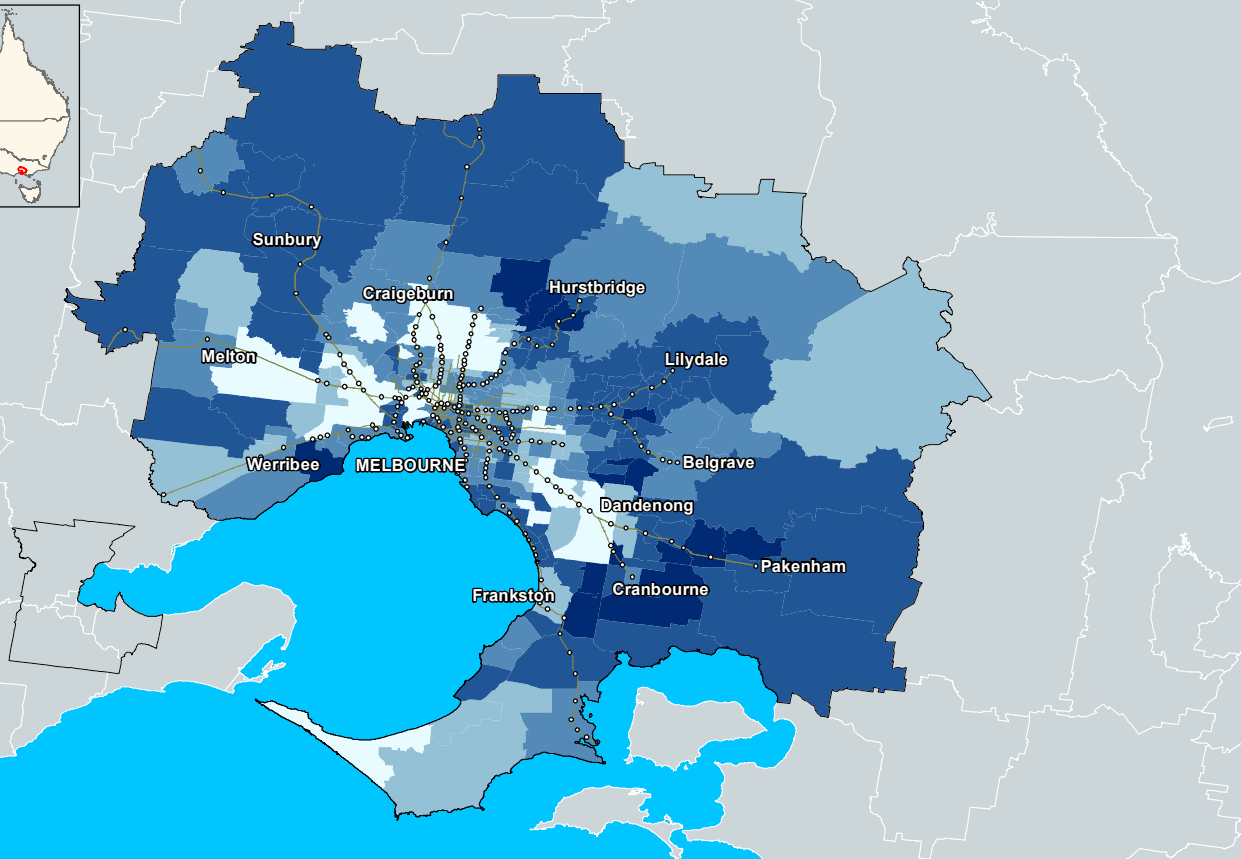 Sunbury
Craigeburn
Hurstbridge
Melton
Lilydale
Werribee
MELBOURNE
Belgrave
Dandenong
Pakenham
Cranbourne
Frankston